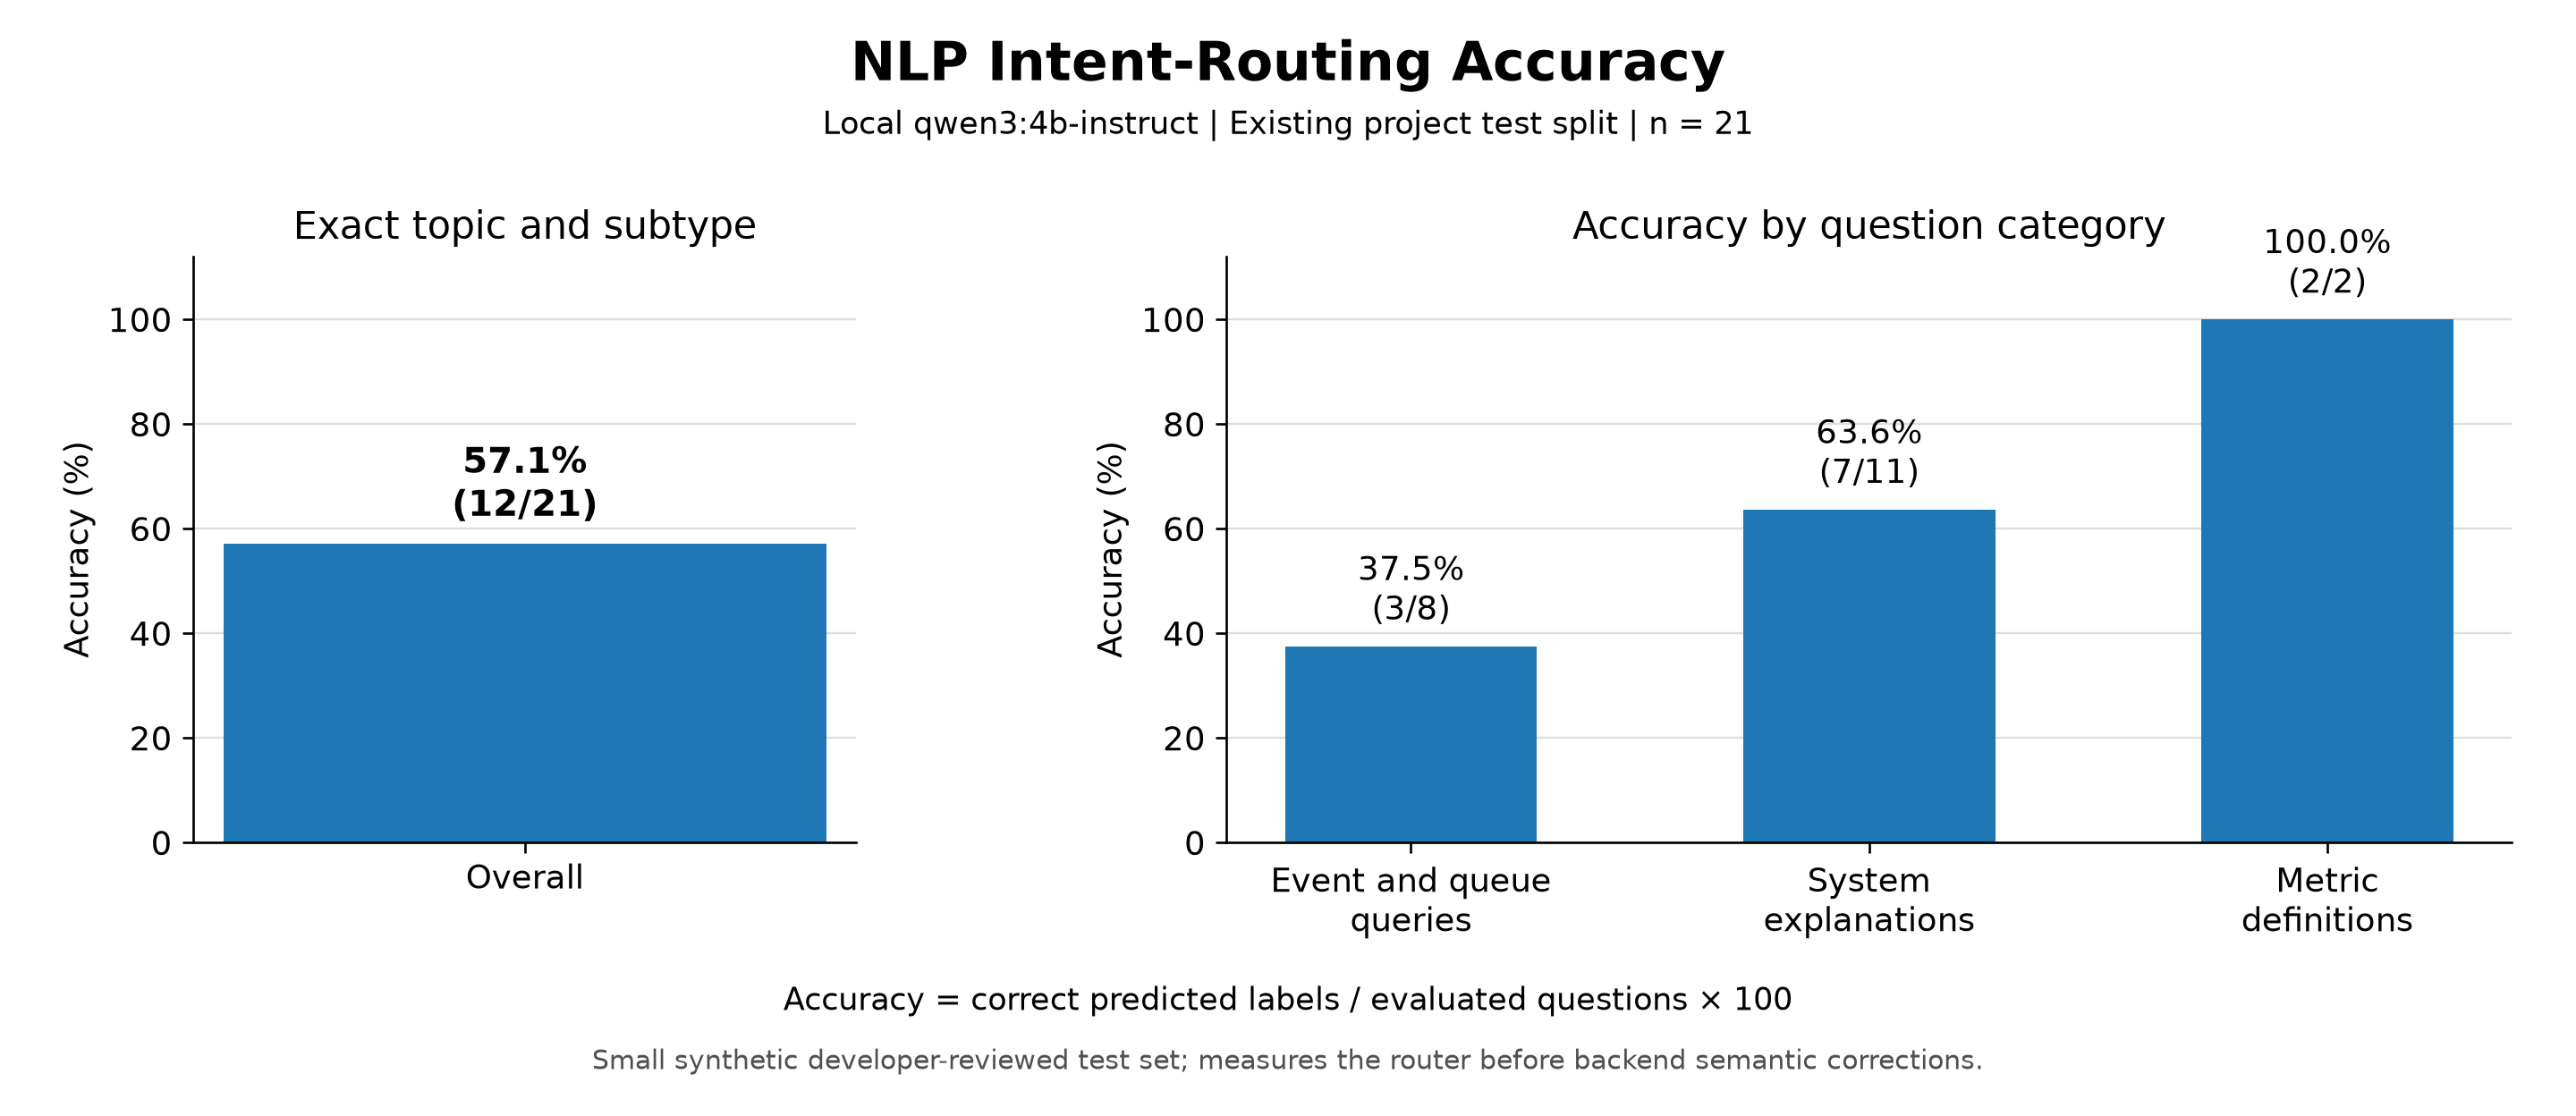 NLP Intent-Routing Accuracy
Local qwen3:4b-instruct | Existing project test split | n = 21
Exact topic and subtype
Accuracy (%)
100
80
60
40
20
0
57.1%
(12/21)
Overall
Accuracy by question category
Accuracy (%)
100
80
60
40
20
0
37.5%
(3/8)
63.6%
(7/11)
100.0%
(2/2)
Event and queue
queries
System
explanations
Metric
definitions
Accuracy = correct predicted labels / evaluated questions × 100
Small synthetic developer-reviewed test set; measures the router before backend semantic corrections.